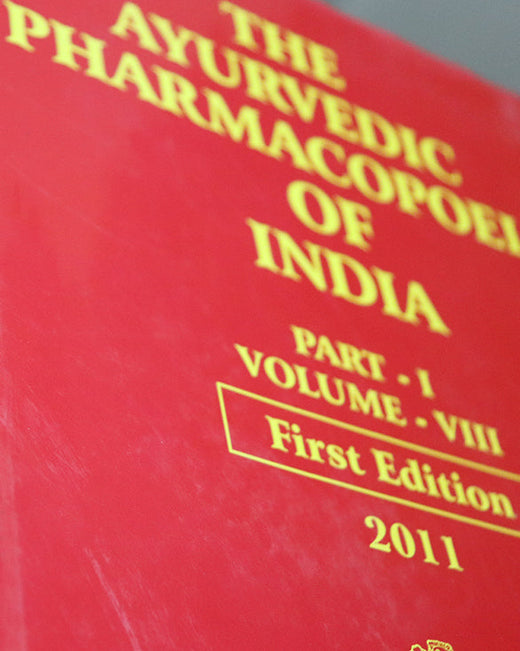 THE
AYURVEDIC
PHARMACOPOEI
OF
INDIA
PART - I
VOLUME - VIII
First Edition
2011